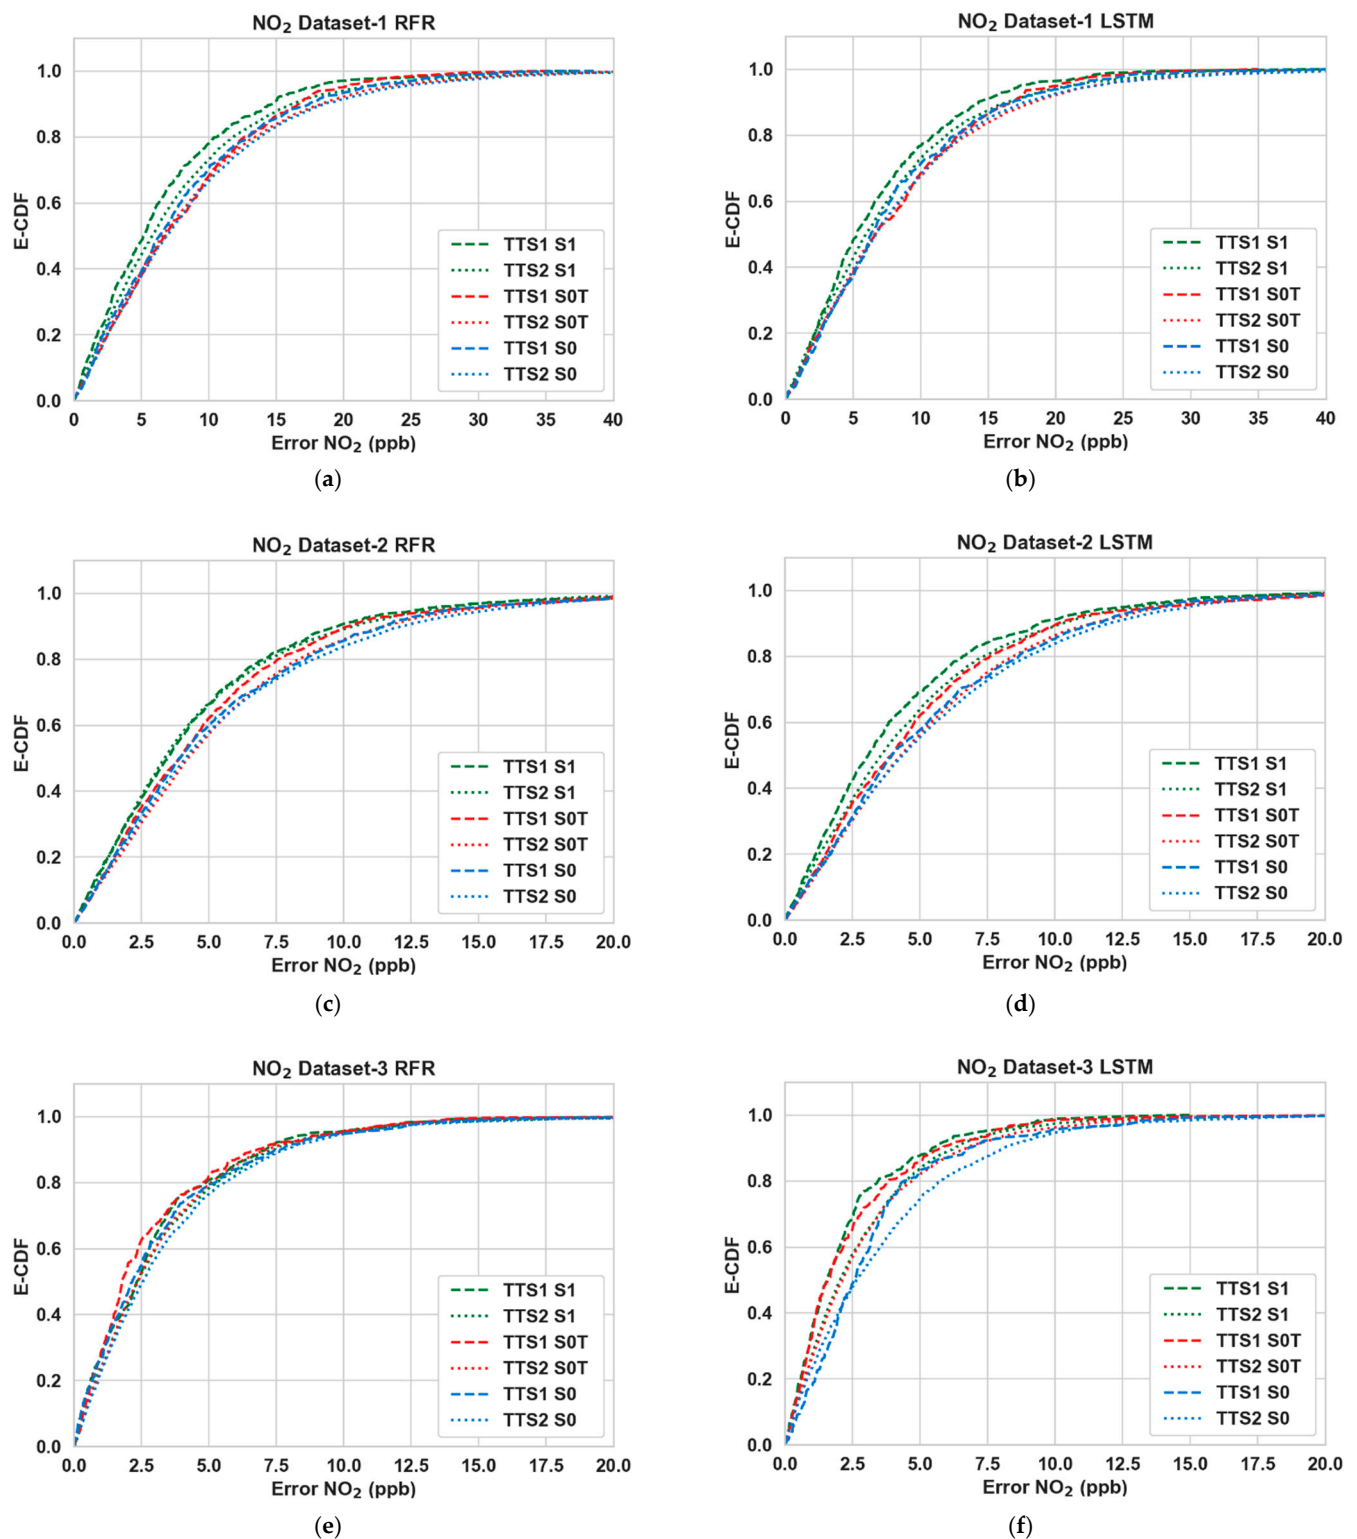 NO₂ Dataset-1 RFR
1.0
0.8
0.6
0.4
0.2
0.0
E-CDF
TTS1 S1
TTS2 S1
TTS1 S0T
TTS2 S0T
TTS1 S0
TTS2 S0
0 5 10 15 20 25 30 35 40
Error NO₂ (ppb)
(a)
NO₂ Dataset-1 LSTM
1.0
0.8
0.6
0.4
0.2
0.0
E-CDF
TTS1 S1
TTS2 S1
TTS1 S0T
TTS2 S0T
TTS1 S0
TTS2 S0
0 5 10 15 20 25 30 35 40
Error NO₂ (ppb)
(b)
NO₂ Dataset-2 RFR
1.0
0.8
0.6
0.4
0.2
0.0
E-CDF
TTS1 S1
TTS2 S1
TTS1 S0T
TTS2 S0T
TTS1 S0
TTS2 S0
0.0 2.5 5.0 7.5 10.0 12.5 15.0 17.5 20.0
Error NO₂ (ppb)
(c)
NO₂ Dataset-2 LSTM
1.0
0.8
0.6
0.4
0.2
0.0
E-CDF
TTS1 S1
TTS2 S1
TTS1 S0T
TTS2 S0T
TTS1 S0
TTS2 S0
0.0 2.5 5.0 7.5 10.0 12.5 15.0 17.5 20.0
Error NO₂ (ppb)
(d)
NO₂ Dataset-3 RFR
1.0
0.8
0.6
0.4
0.2
0.0
E-CDF
TTS1 S1
TTS2 S1
TTS1 S0T
TTS2 S0T
TTS1 S0
TTS2 S0
0.0 2.5 5.0 7.5 10.0 12.5 15.0 17.5 20.0
Error NO₂ (ppb)
(e)
NO₂ Dataset-3 LSTM
1.0
0.8
0.6
0.4
0.2
0.0
E-CDF
TTS1 S1
TTS2 S1
TTS1 S0T
TTS2 S0T
TTS1 S0
TTS2 S0
0.0 2.5 5.0 7.5 10.0 12.5 15.0 17.5 20.0
Error NO₂ (ppb)
(f)